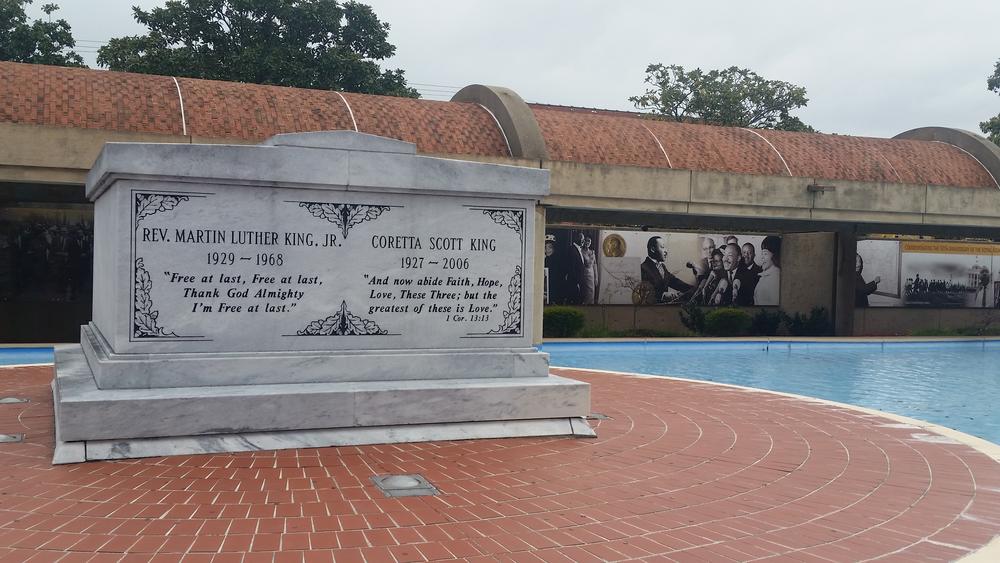 REV. MARTIN LUTHER KING, JR.
1929 ~ 1968
"Free at last, Free at last,
Thank God Almighty
I'm Free at last."
CORETTA SCOTT KING
1927 ~ 2006
"And now abide Faith, Hope,
Love, These Three; but the
greatest of these is Love."
1 Cor. 13:13